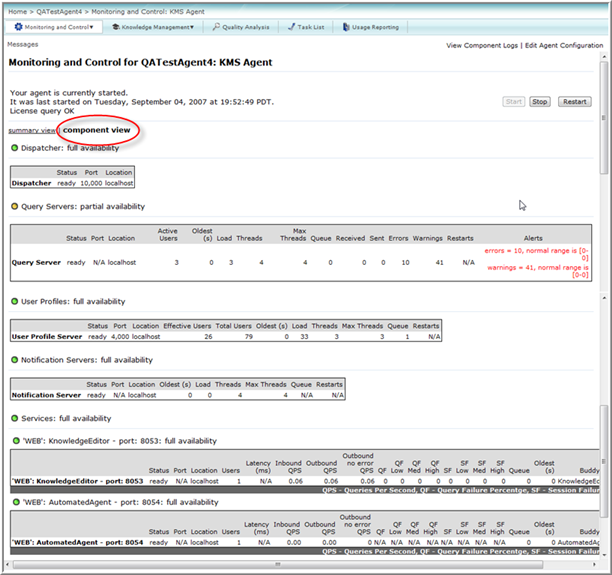 Home > QATestAgent4 > Monitoring and Control: KMS Agent
Monitoring and Control▼ Knowledge Management▼ Quality Analysis Task List Usage Reporting
Messages
View Component Logs | Edit Agent Configuration
Monitoring and Control for QATestAgent4: KMS Agent
Your agent is currently started.
It was last started on Tuesday, September 04, 2007 at 19:52:49 PDT.
License query OK
Start Stop Restart
summary view | component view
Dispatcher: full availability
Status Port Location
Dispatcher ready 10,000 localhost
Query Servers: partial availability
Status Port Location Active Users Oldest (s) Load Threads Max Threads Queue Received Sent Errors Warnings Restarts Alerts
Query Server ready N/A localhost 3 0 3 4 4 0 0 0 10 41 N/A errors = 10, normal range is [0-0]
warnings = 41, normal range is [0-0]
User Profiles: full availability
Status Port Location Effective Users Total Users Oldest (s) Load Threads Max Threads Queue Restarts
User Profile Server ready 4,000 localhost 26 79 0 33 3 3 1 N/A
Notification Servers: full availability
Status Port Location Oldest (s) Load Threads Max Threads Queue Restarts
Notification Server ready N/A localhost 0 0 4 4 N/A N/A
Services: full availability
'WEB': KnowledgeEditor - port: 8053: full availability
Status Port Location Users Latency (ms) Inbound QPS Outbound QPS Outbound no error QPS QF QF Low QF Med QF High SF Low SF Med SF High Queue Oldest (s) Buddy
'WEB': KnowledgeEditor - port: 8053 ready N/A localhost 1 N/A 0.06 0.06 0.06 0 0 0 0 0 0 0 0 0 KnowledgeEc
QPS - Queries Per Second, QF - Query Failure Percentge, SF - Session Failur
'WEB': AutomatedAgent - port: 8054: full availability
Status Port Location Users Latency (ms) Inbound QPS Outbound QPS Outbound no error QPS QF QF Low QF Med QF High SF Low SF Med SF High Queue Oldest (s) Buddy
'WEB': AutomatedAgent - port: 8054 ready N/A localhost 1 N/A 0.00 0.00 0 N/A N/A N/A N/A N/A N/A 0 0 AutomatedAg
QPS - Queries Per Second, QF - Query Failure Percentge, SF - Session Failur